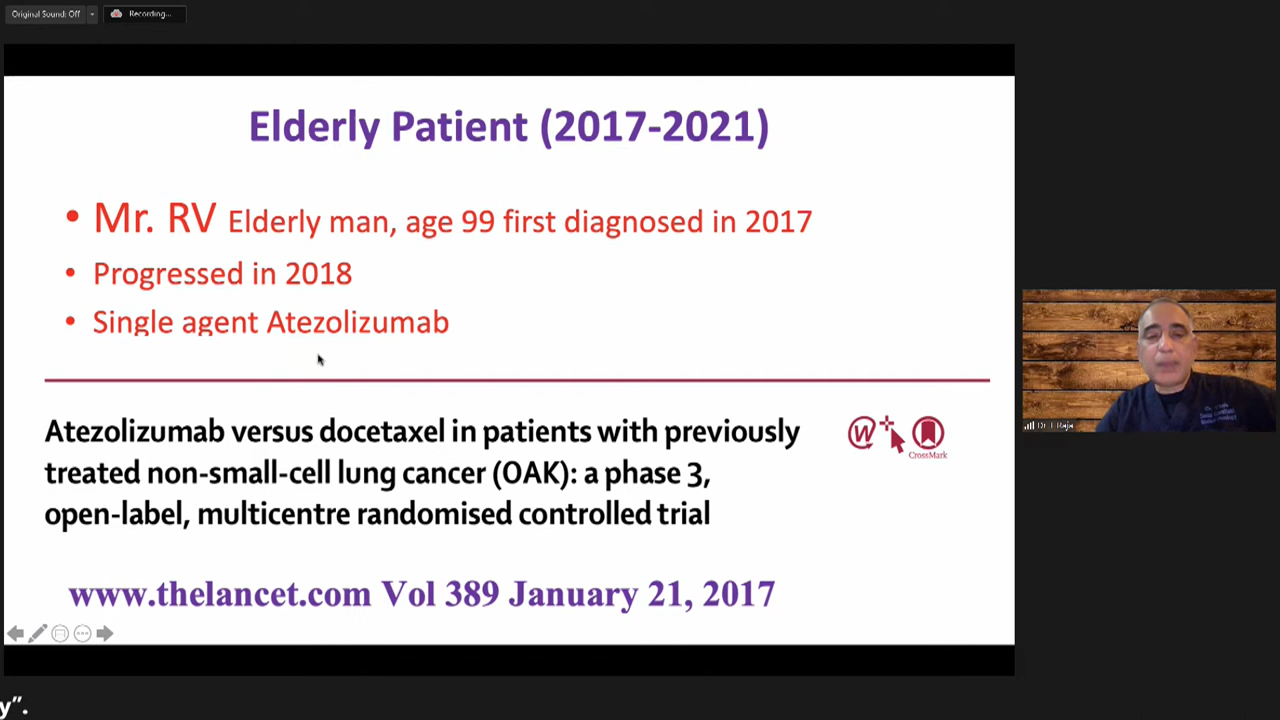 Original Sound: Off
Recording...
Elderly Patient (2017-2021)
• Mr. RV Elderly man, age 99 first diagnosed in 2017
• Progressed in 2018
• Single agent Atezolizumab
Atezolizumab versus docetaxel in patients with previously
treated non-small-cell lung cancer (OAK): a phase 3,
open-label, multicentre randomised controlled trial
W
CrossMark
www.thelancet.com Vol 389 January 21, 2017
Dr. T. Raja
y”.